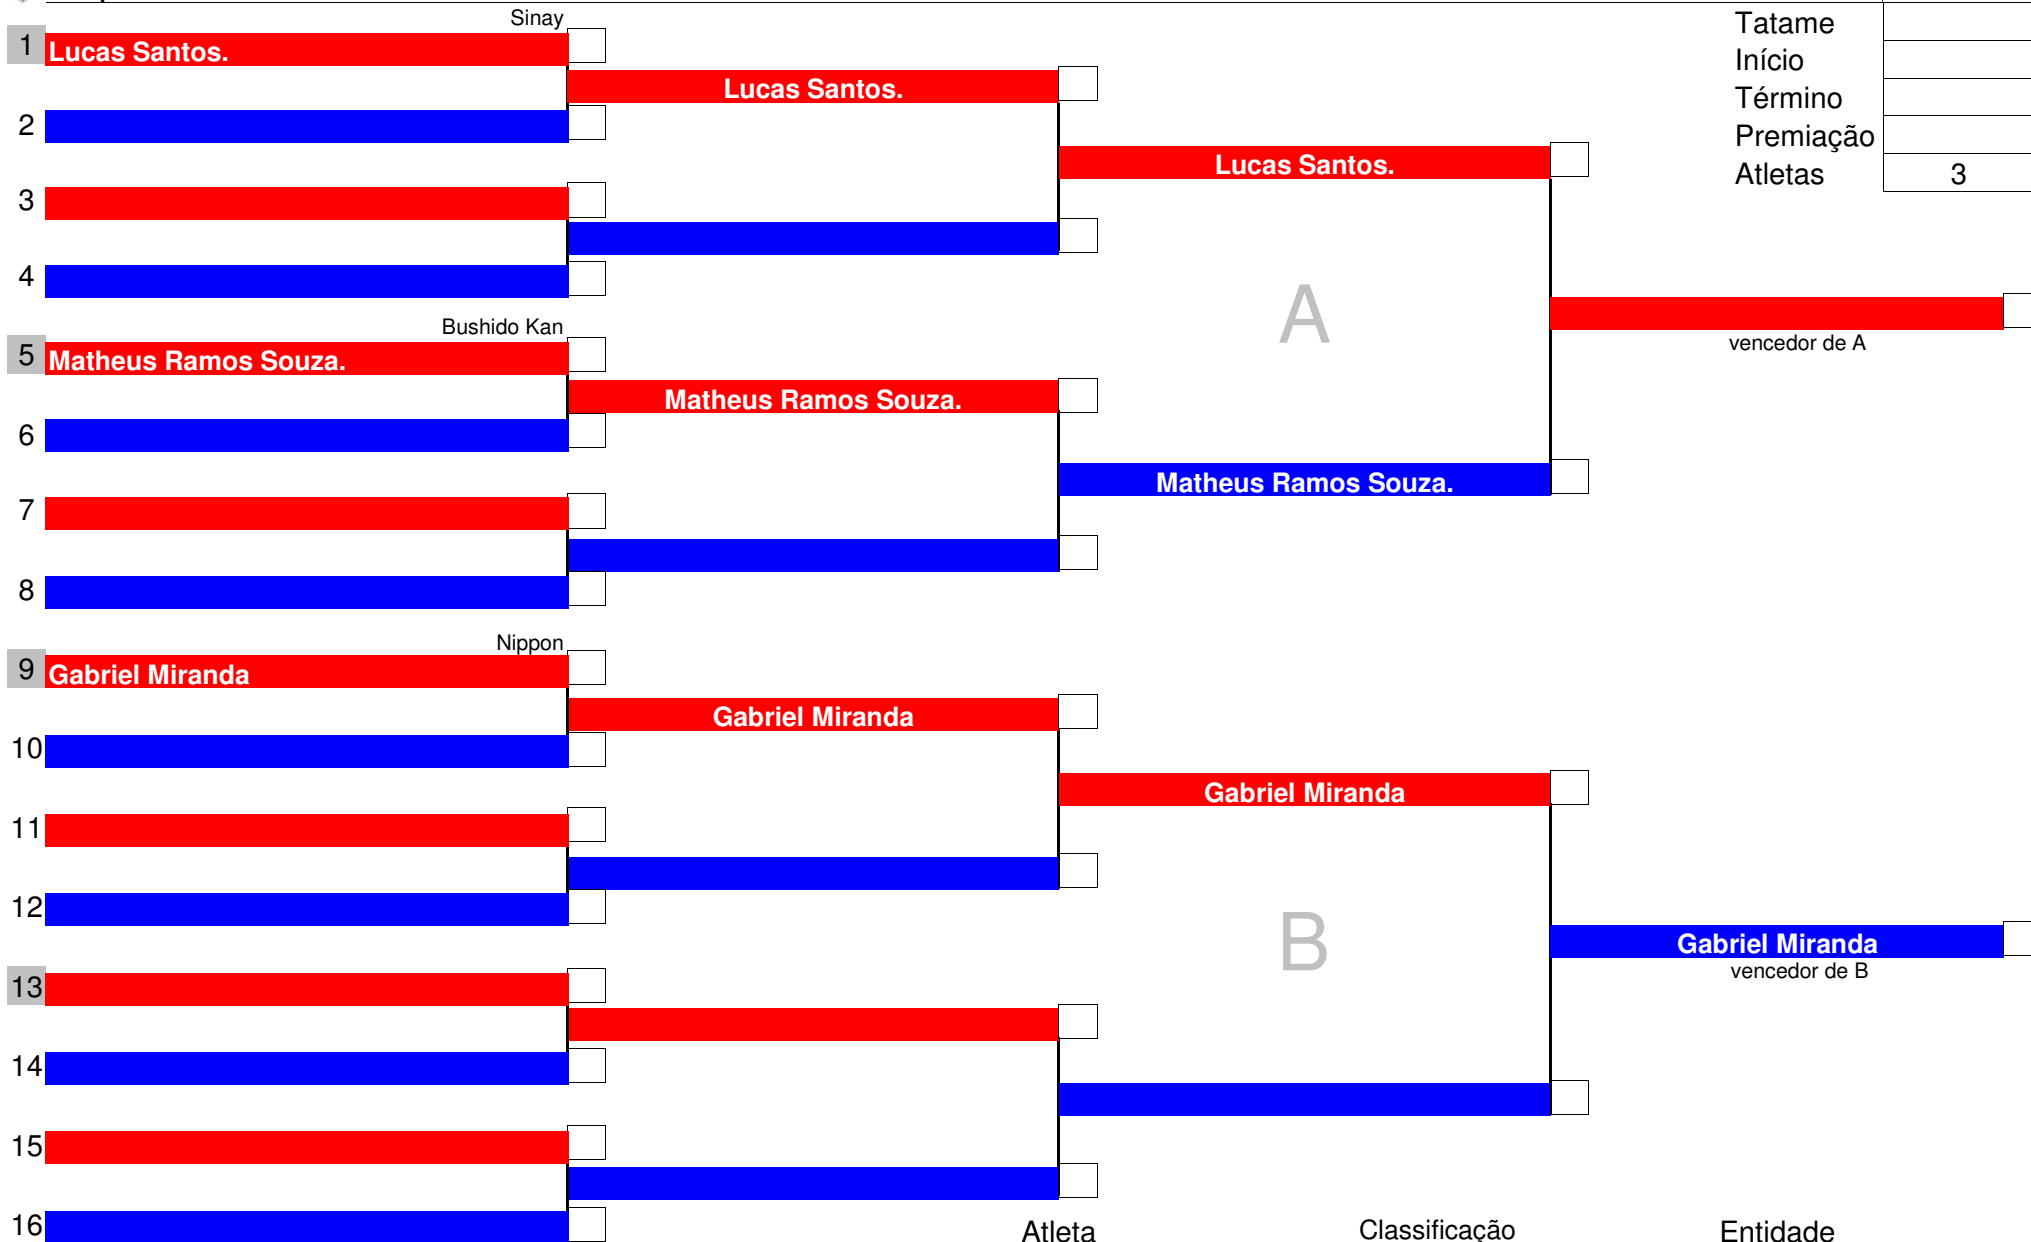 Sinay
Tatame
1 Lucas Santos.
Início
Lucas Santos.
Término
2
Premiação
Lucas Santos.
Atletas 3
3
4
A
Bushido Kan
vencedor de A
5 Matheus Ramos Souza.
Matheus Ramos Souza.
6
Matheus Ramos Souza.
7
8
Nippon
9 Gabriel Miranda
Gabriel Miranda
10
Gabriel Miranda
11
12
B
Gabriel Miranda
vencedor de B
13
14
15
16
Atleta Classificação Entidade